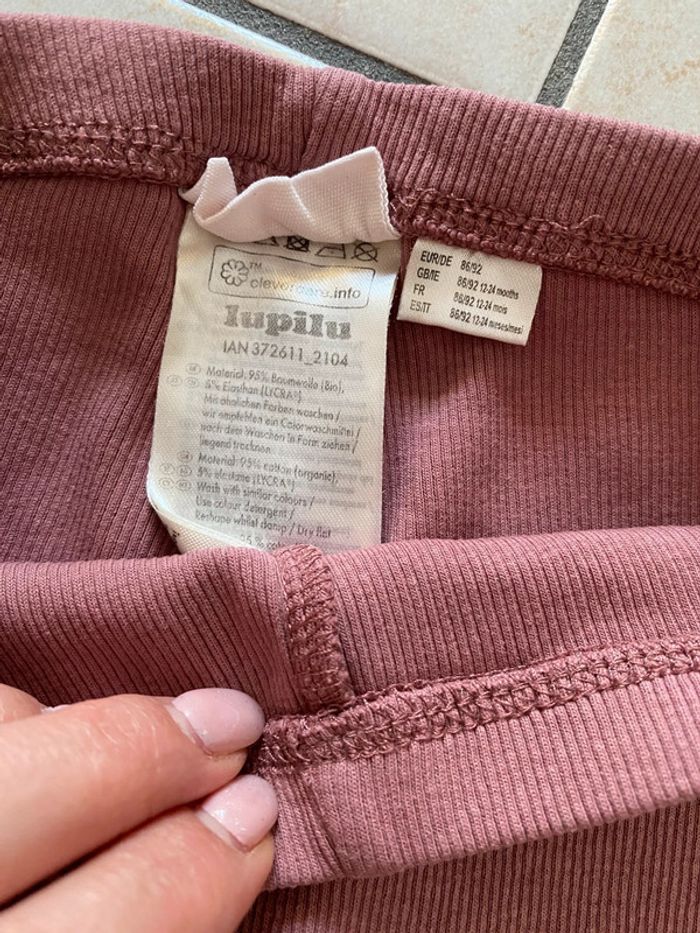 TM
clevercare.info
lupilu
IAN 372611_2104
Material: 95% Baumwolle (Bio),
5% Elasthan (LYCRA®)
Mit ähnlichen Farben waschen /
wir empfehlen ein Colorwaschmittel /
nach dem Waschen in Form ziehen /
liegend trocknen
Material: 95% cotton (organic),
5% elastane (LYCRA®)
Wash with similar colours /
Use colour detergent /
Reshape whilst damp / Dry flat
EUR/DE 86/92
GB/IE 86/92 12-24 months
FR 86/92 12-24 mois
ES/IT 86/92 12-24 meses/mesi